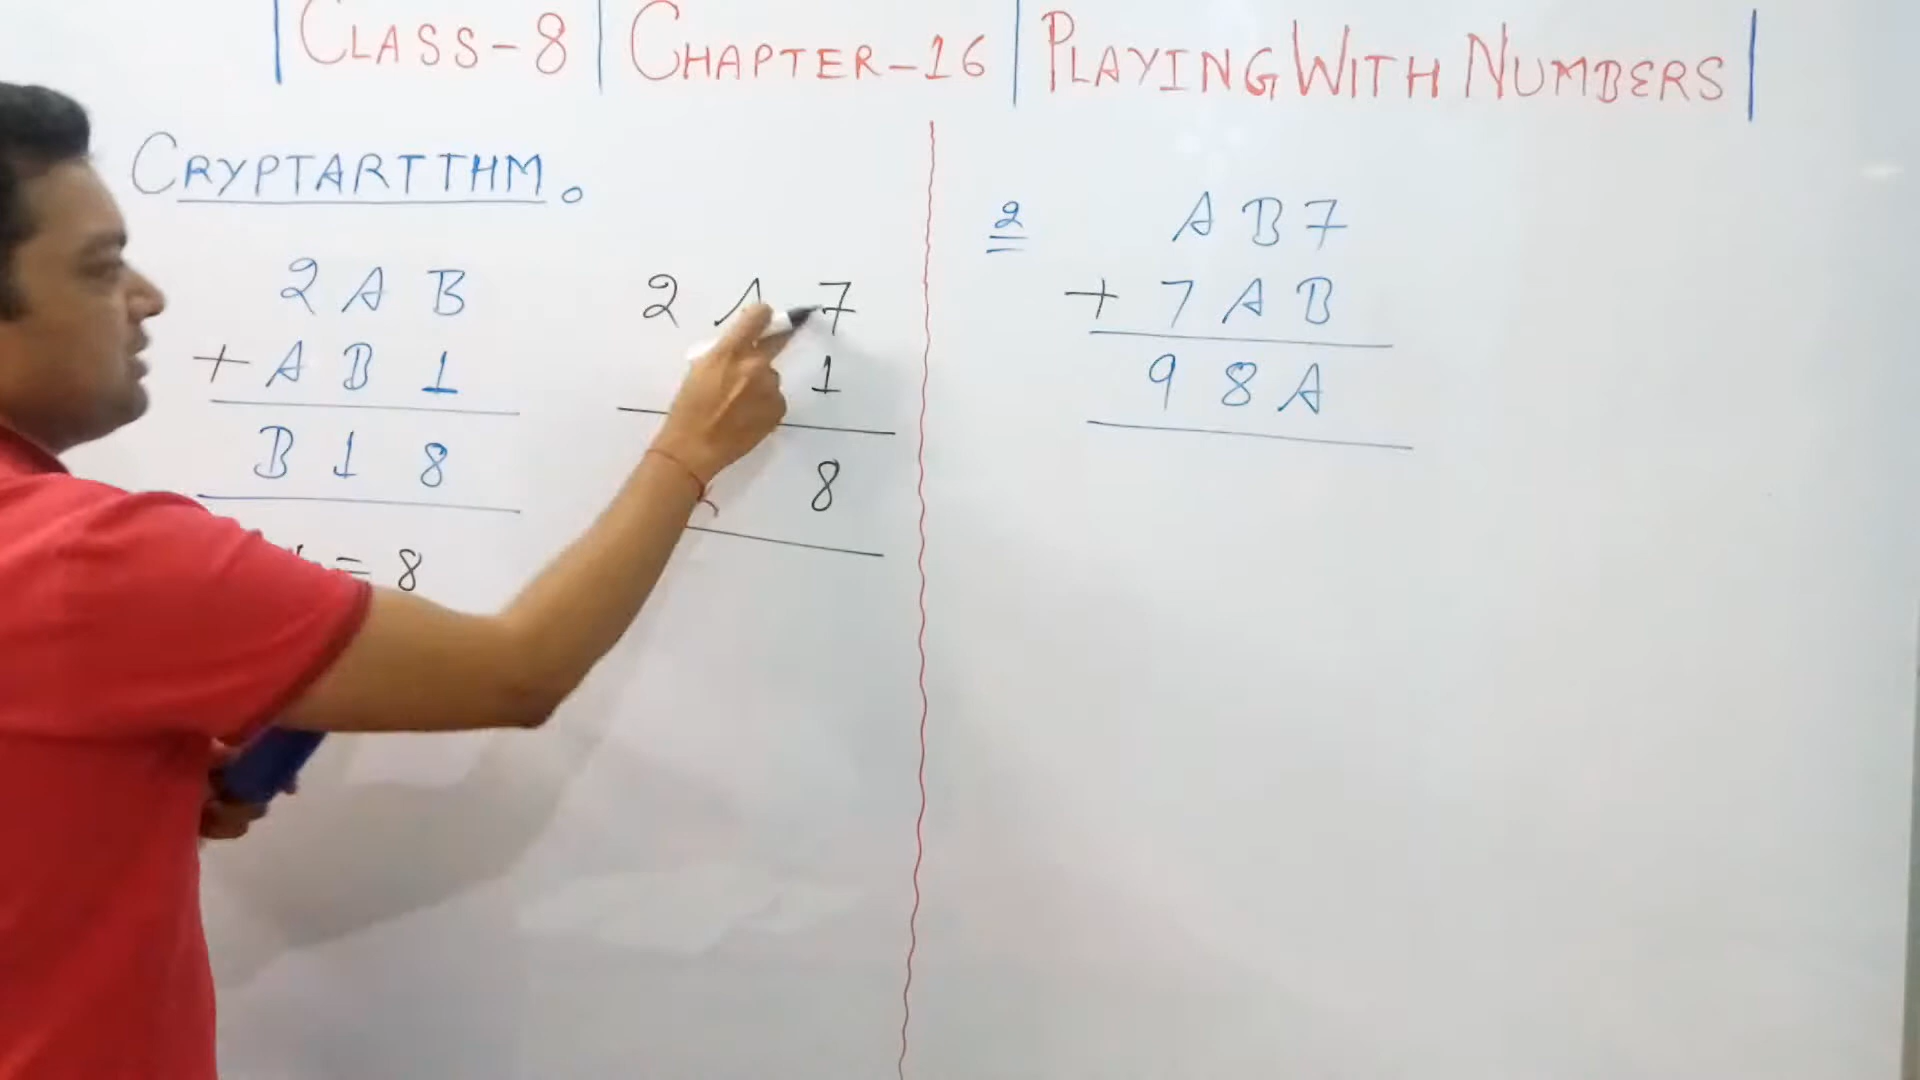 |CLASS-8|CHAPTER-16|PLAYING WITH NUMBERS|
CRYPTARTTHM.
2 A B
+ A B 1
B 1 8
= 8
2 A 7
1
8
2
A B 7
+ 7 A B
9 8 A